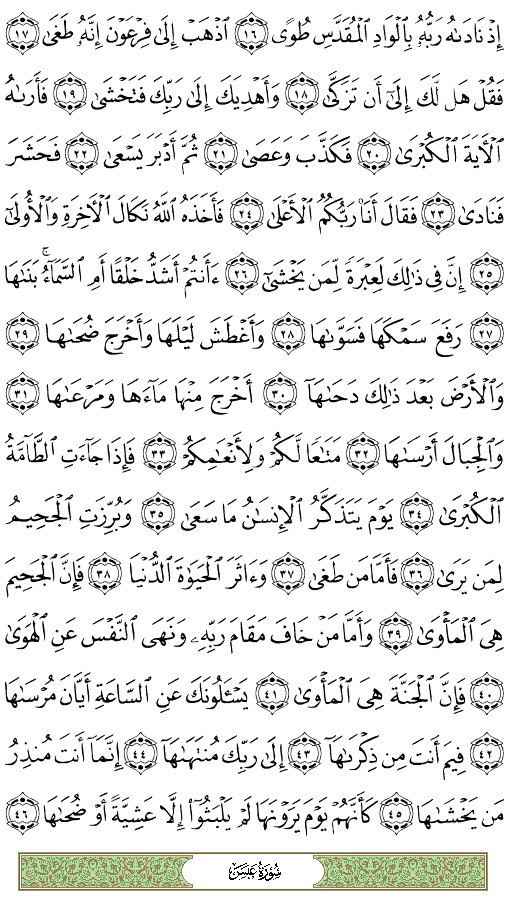 إِذْ نَادَىٰهُ رَبُّهُۥ بِٱلْوَادِ ٱلْمُقَدَّسِ طُوًى ١٦ ٱذْهَبْ إِلَىٰ فِرْعَوْنَ إِنَّهُۥ طَغَىٰ ١٧
فَقُلْ هَل لَّكَ إِلَىٰٓ أَن تَزَكَّىٰ ١٨ وَأَهْدِيَكَ إِلَىٰ رَبِّكَ فَتَخْشَىٰ ١٩ فَأَرَىٰهُ
ٱلْءَايَةَ ٱلْكُبْرَىٰ ٢٠ فَكَذَّبَ وَعَصَىٰ ٢١ ثُمَّ أَدْبَرَ يَسْعَىٰ ٢٢ فَحَشَرَ
فَنَادَىٰ ٢٣ فَقَالَ أَنَا۠ رَبُّكُمُ ٱلْأَعْلَىٰ ٢٤ فَأَخَذَهُ ٱللَّهُ نَكَالَ ٱلْءَاخِرَةِ وَٱلْأُولَىٰٓ
٢٥ إِنَّ فِى ذَٰلِكَ لَعِبْرَةً لِّمَن يَخْشَىٰٓ ٢٦ ءَأَنتُمْ أَشَدُّ خَلْقًا أَمِ ٱلسَّمَآءُ ۚ بَنَىٰهَا
٢٧ رَفَعَ سَمْكَهَا فَسَوَّىٰهَا ٢٨ وَأَغْطَشَ لَيْلَهَا وَأَخْرَجَ ضُحَىٰهَا ٢٩
وَٱلْأَرْضَ بَعْدَ ذَٰلِكَ دَحَىٰهَآ ٣٠ أَخْرَجَ مِنْهَا مَآءَهَا وَمَرْعَىٰهَا ٣١
وَٱلْجِبَالَ أَرْسَىٰهَا ٣٢ مَتَٰعًا لَّكُمْ وَلِأَنْعَٰمِكُمْ ٣٣ فَإِذَا جَآءَتِ ٱلطَّآمَّةُ
ٱلْكُبْرَىٰ ٣٤ يَوْمَ يَتَذَكَّرُ ٱلْإِنسَٰنُ مَا سَعَىٰ ٣٥ وَبُرِّزَتِ ٱلْجَحِيمُ
لِمَن يَرَىٰ ٣٦ فَأَمَّا مَن طَغَىٰ ٣٧ وَءَاثَرَ ٱلْحَيَوٰةَ ٱلدُّنْيَا ٣٨ فَإِنَّ ٱلْجَحِيمَ
هِىَ ٱلْمَأْوَىٰ ٣٩ وَأَمَّا مَنْ خَافَ مَقَامَ رَبِّهِۦ وَنَهَى ٱلنَّفْسَ عَنِ ٱلْهَوَىٰ
٤٠ فَإِنَّ ٱلْجَنَّةَ هِىَ ٱلْمَأْوَىٰ ٤١ يَسْـَٔلُونَكَ عَنِ ٱلسَّاعَةِ أَيَّانَ مُرْسَىٰهَا
٤٢ فِيمَ أَنتَ مِن ذِكْرَىٰهَآ ٤٣ إِلَىٰ رَبِّكَ مُنتَهَىٰهَآ ٤٤ إِنَّمَآ أَنتَ مُنذِرُ
مَن يَخْشَىٰهَا ٤٥ كَأَنَّهُمْ يَوْمَ يَرَوْنَهَا لَمْ يَلْبَثُوٓا۟ إِلَّا عَشِيَّةً أَوْ ضُحَىٰهَا ٤٦
سُورَةُ عَبَسَ